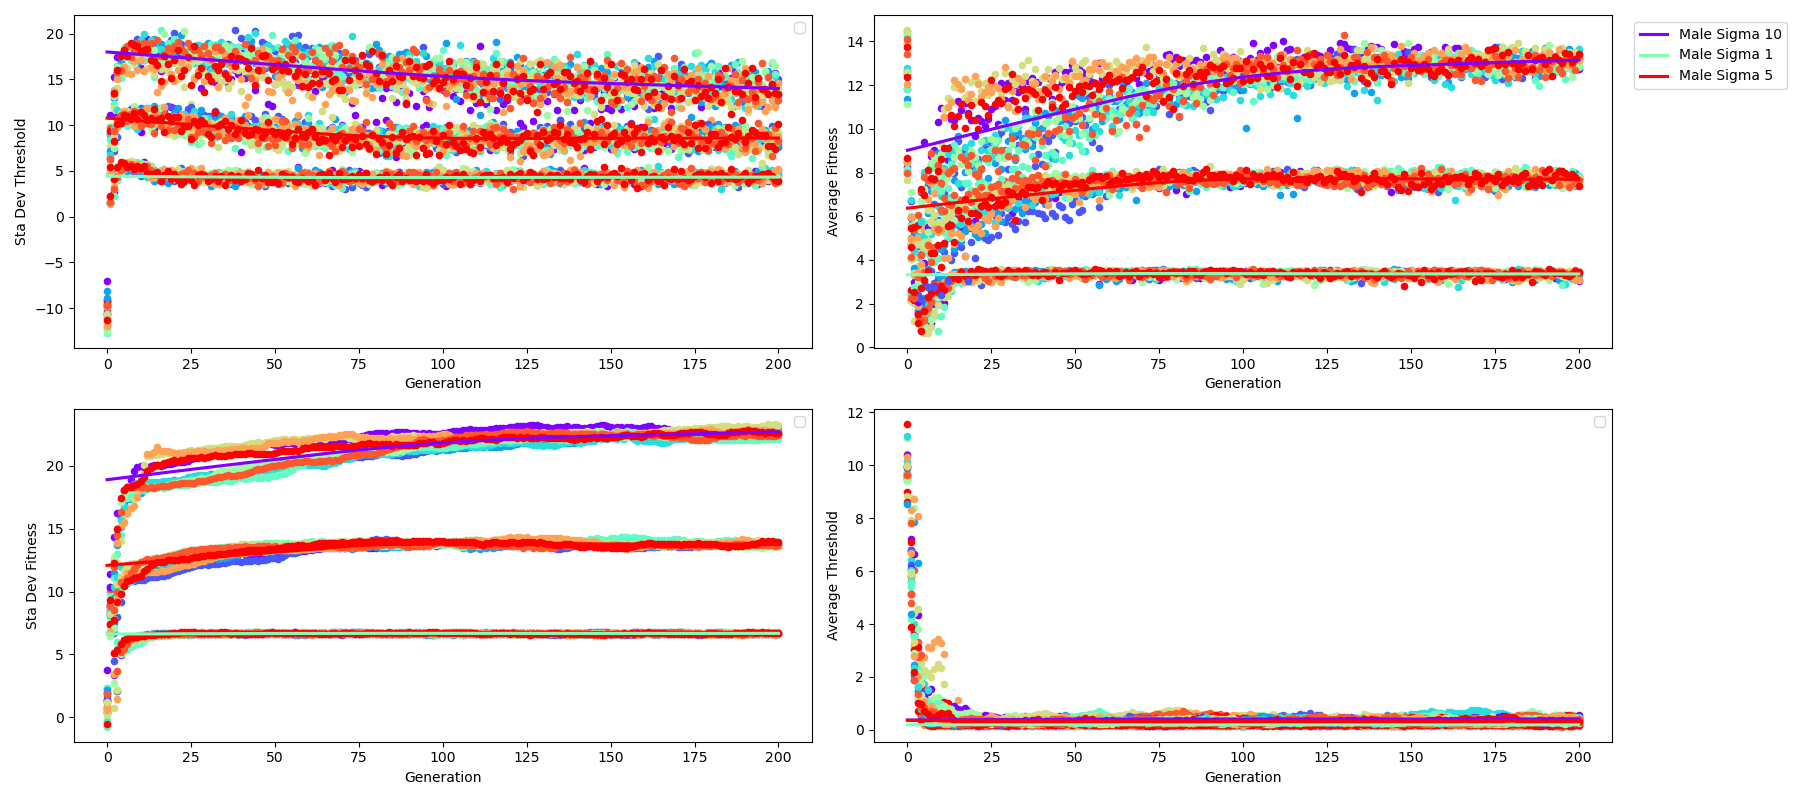 20
15
10
5
0
−5
−10
Sta Dev Threshold
0 25 50 75 100 125 150 175 200
Generation
14
12
10
8
6
4
2
0
Average Fitness
0 25 50 75 100 125 150 175 200
Generation
Male Sigma 10
Male Sigma 1
Male Sigma 5
20
15
10
5
0
Sta Dev Fitness
0 25 50 75 100 125 150 175 200
Generation
12
10
8
6
4
2
0
Average Threshold
0 25 50 75 100 125 150 175 200
Generation